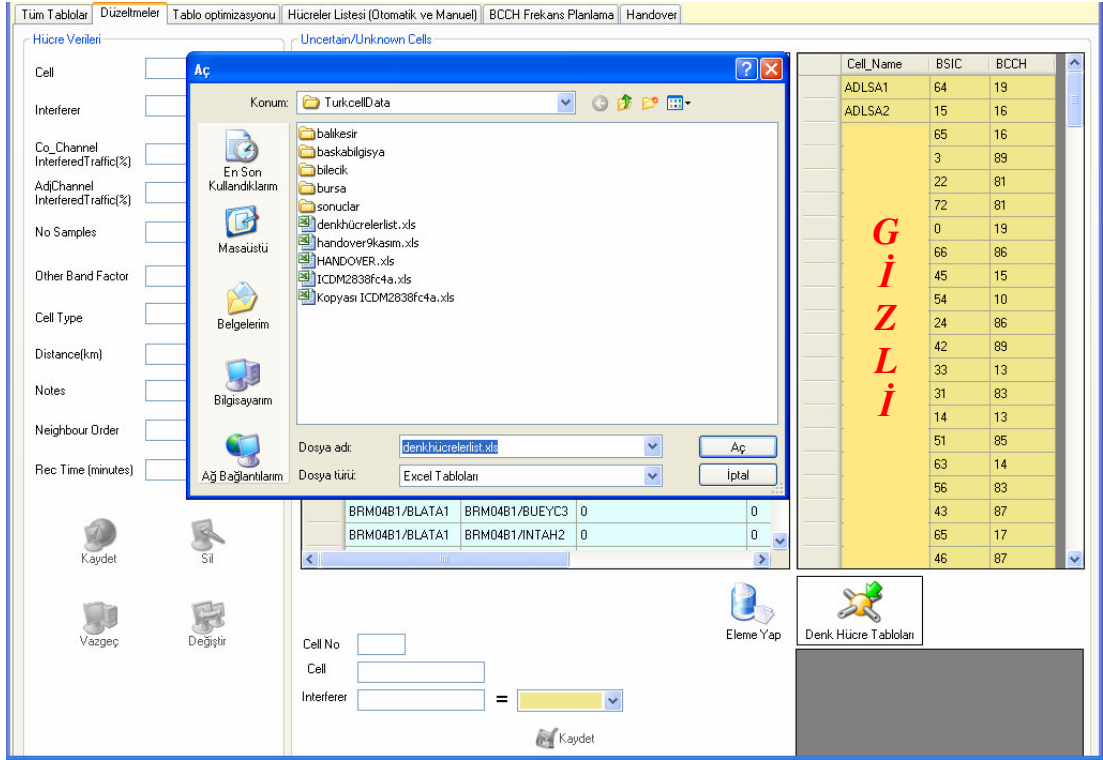 Tüm Tablolar Düzeltmeler Tablo optimizasyonu Hücreler Listesi (Otomatik ve Manuel) BCCH Frekans Planlama Handover
Hücre Verileri
Cell
Interferer
Co_Channel
InterferedTraffic(%)
AdjChannel
InterferedTraffic(%)
No Samples
Other Band Factor
Cell Type
Distance(km)
Notes
Neighbour Order
Rec Time (minutes)
Kaydet Sil
Vazgeç Değiştir
Uncertain/Unknown Cells
Aç
Konum: TurkcellData
En Son
Kullandıklarım
Masaüstü
Belgelerim
Bilgisayarım
Ağ Bağlantılarım
balıkesir
baskabilgisya
bilecik
bursa
sonuclar
denkhücrelerlist.xls
handover9kasım.xls
HANDOVER.xls
ICDM2838fc4a.xls
Kopyası ICDM2838fc4a.xls
Dosya adı: denkhücrelerlist.xls Aç
Dosya türü: Excel Tabloları İptal
BRM04B1/BLATA1 BRM04B1/BUEYC3 0 0
BRM04B1/BLATA1 BRM04B1/INTAH2 0 0
Cell_Name BSIC BCCH
ADLSA1 64 19
ADLSA2 15 16
65 16
3 89
22 81
72 81
0 19
66 86
45 15
54 10
24 86
42 89
33 13
31 83
14 13
51 85
63 14
56 83
43 87
65 17
46 87
G
İ
Z
L
İ
Eleme Yap
Denk Hücre Tabloları
Cell No
Cell
Interferer =
Kaydet